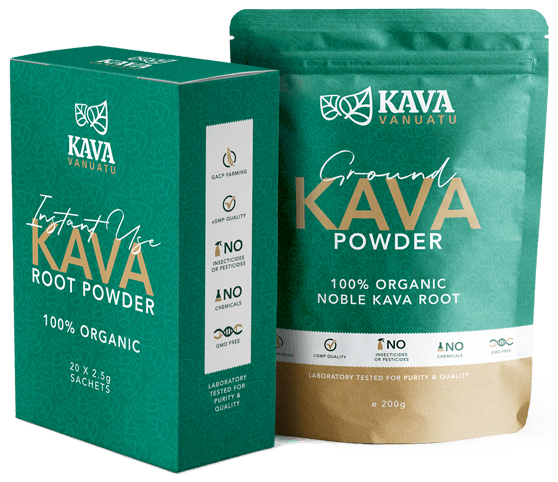 KAVA
VANUATU
Instant Use
KAVA
ROOT POWDER
100% ORGANIC
20 X 2.5g
SACHETS
GACP FARMING
cGMP QUALITY
NO
INSECTICIDES
OR PESTICIDES
NO
CHEMICALS
GMO FREE
LABORATORY
TESTED FOR
PURITY &
QUALITY
KAVA
VANUATU
Ground
KAVA
POWDER
100% ORGANIC
NOBLE KAVA ROOT
CGMP QUALITY
NO
INSECTICIDES
OR PESTICIDES
NO
CHEMICALS
GMO FREE
LABORATORY TESTED FOR PURITY & QUALITY
e 200g